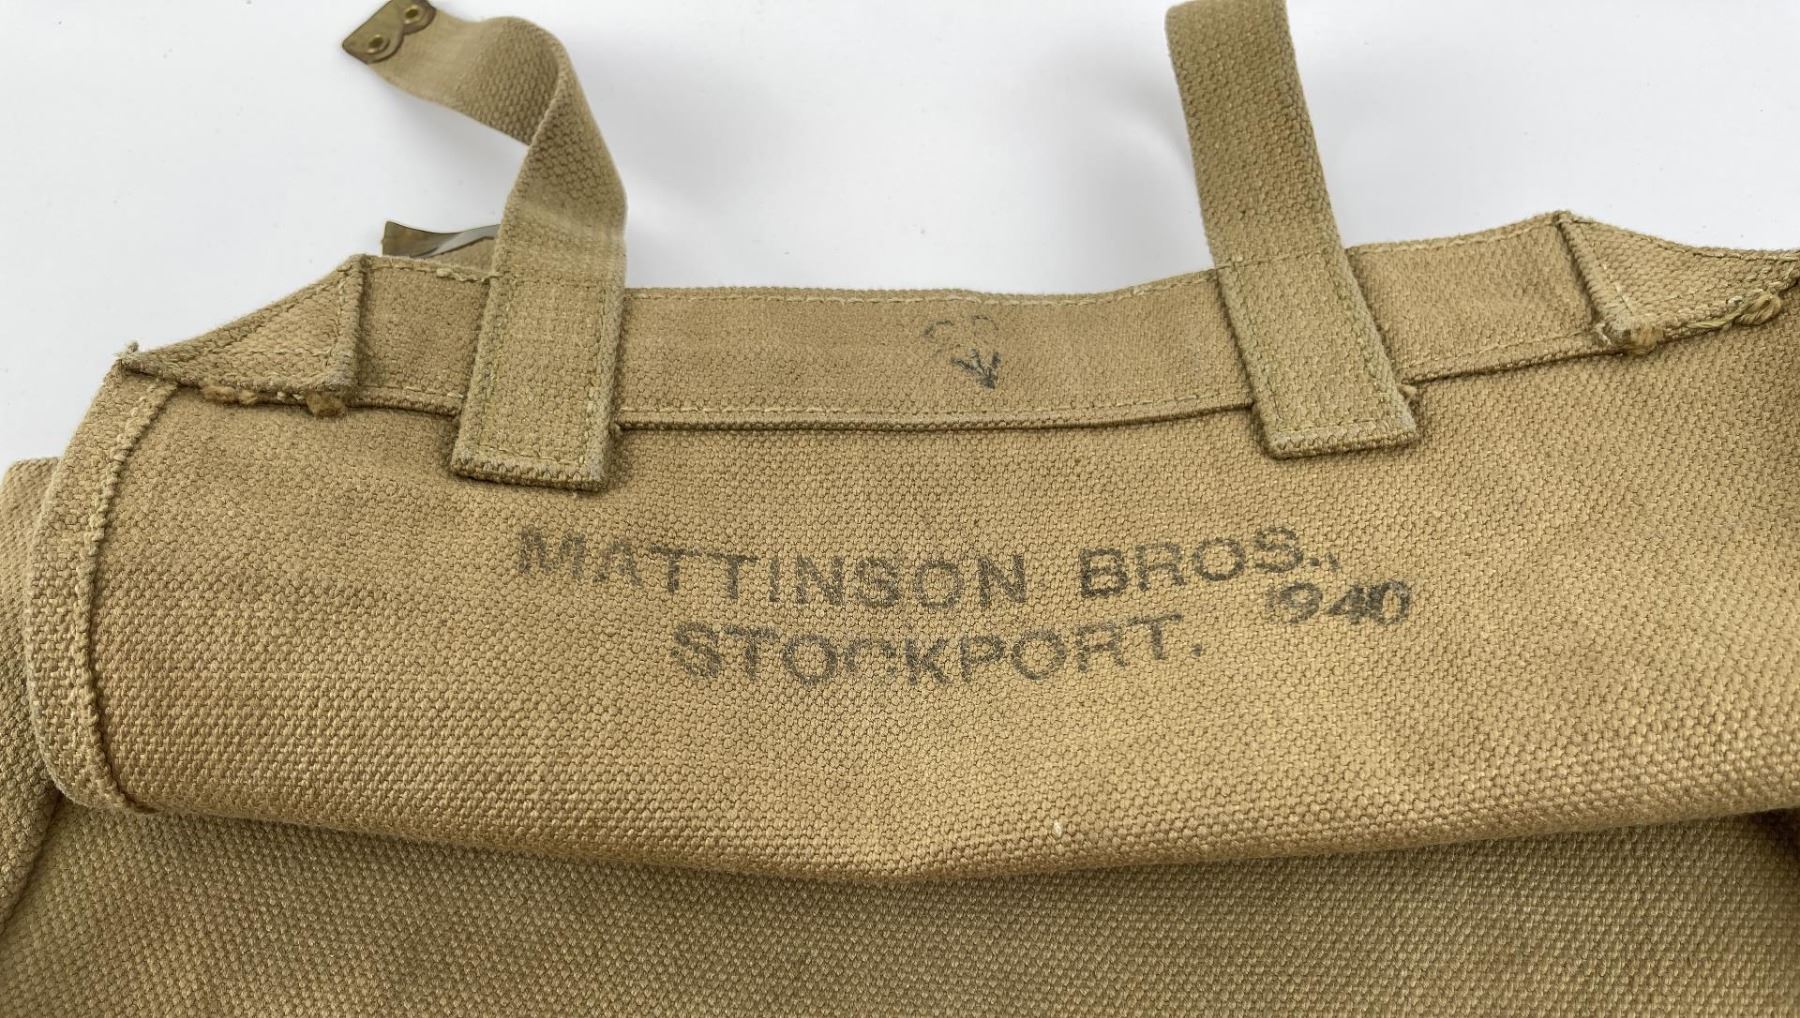 MATTINSON BROS.,
STOCKPORT. 1940